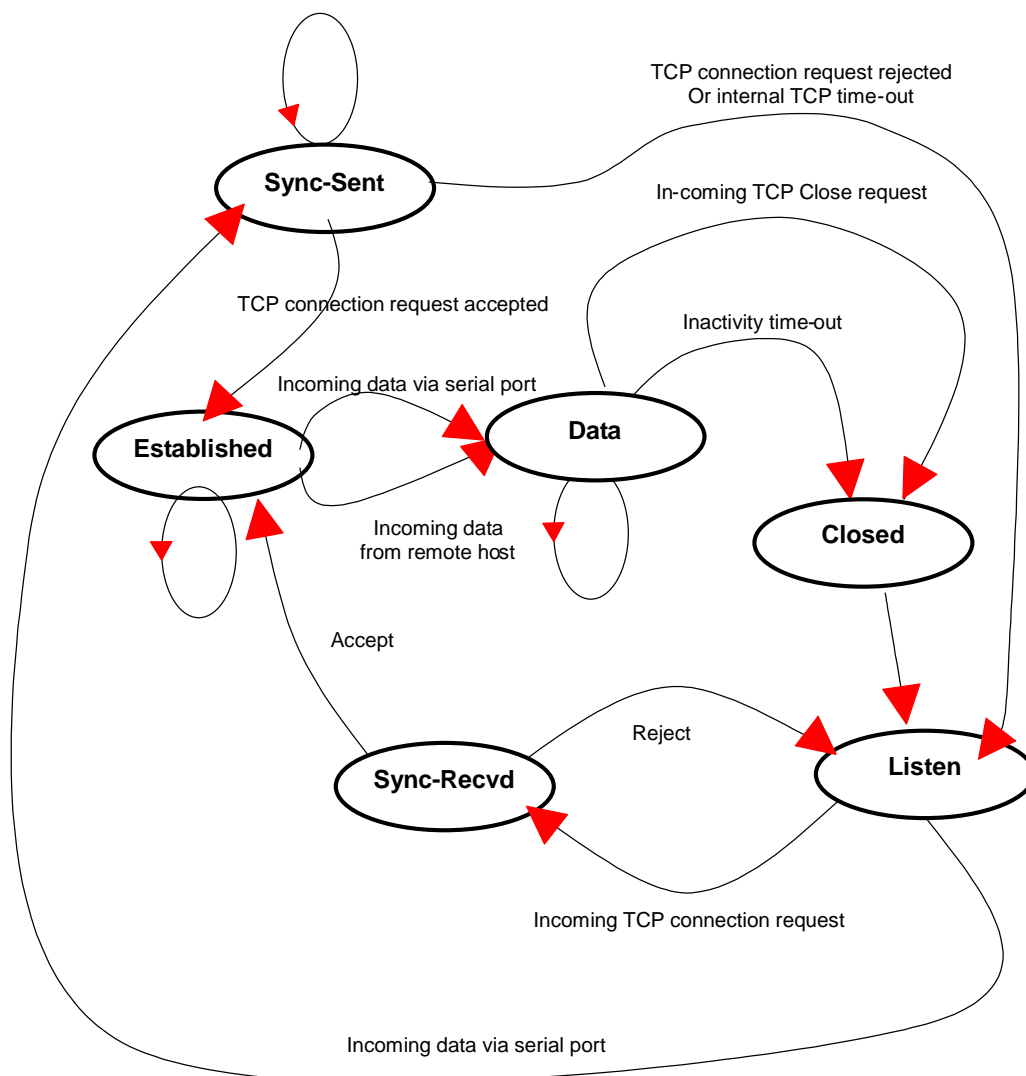 TCP connection request rejected
Or internal TCP time-out
Sync-Sent
In-coming TCP Close request
TCP connection request accepted
Inactivity time-out
Incoming data via serial port
Established
Data
Incoming data
from remote host
Closed
Accept
Reject
Sync-Recvd
Listen
Incoming TCP connection request
Incoming data via serial port